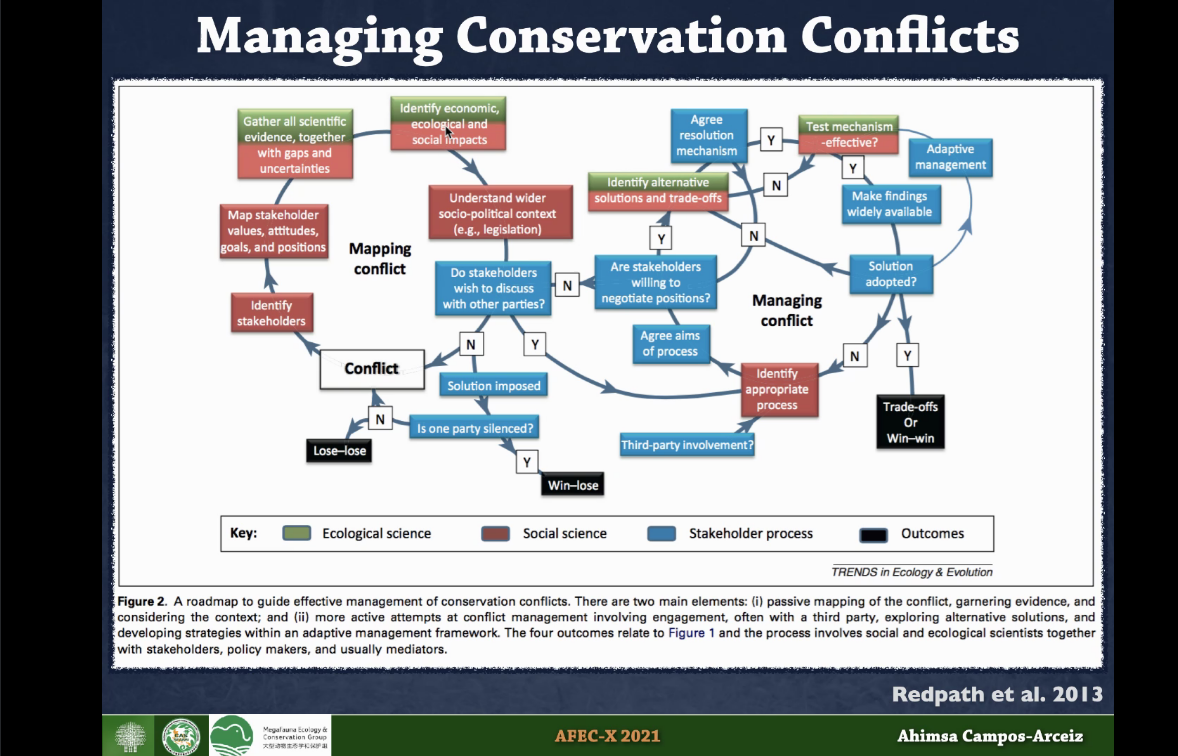 Managing Conservation Conflicts
Gather all scientific
evidence, together
with gaps and
uncertainties
Identify economic,
ecological and
social impacts
Map stakeholder
values, attitudes,
goals, and positions
Understand wider
socio-political context
(e.g., legislation)
Mapping
conflict
Identify
stakeholders
Do stakeholders
wish to discuss
with other parties?
N
Conflict
N
Y
Solution imposed
N
Is one party silenced?
Lose–lose
Y
Win–lose
Agree
resolution
mechanism
Y
Test mechanism
-effective?
Adaptive
management
Identify alternative
solutions and trade-offs
N
Y
Make findings
widely available
Y
N
Are stakeholders
willing to
negotiate positions?
Solution
adopted?
Managing
conflict
Agree aims
of process
N
Y
Identify
appropriate
process
Third-party involvement?
Trade-offs
Or
Win–win
Key:
Ecological science
Social science
Stakeholder process
Outcomes
TRENDS in Ecology & Evolution
Figure 2. A roadmap to guide effective management of conservation conflicts. There are two main elements: (i) passive mapping of the conflict, garnering evidence, and
considering the context; and (ii) more active attempts at conflict management involving engagement, often with a third party, exploring alternative solutions, and
developing strategies within an adaptive management framework. The four outcomes relate to Figure 1 and the process involves social and ecological scientists together
with stakeholders, policy makers, and usually mediators.
Redpath et al. 2013
Megafauna Ecology &
Conservation Group
AFEC-X 2021
Ahimsa Campos-Arceiz